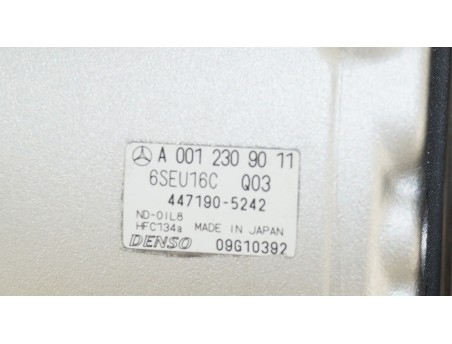 A 001 230 90 11
6SEU16C Q03
447190-5242
ND-OIL8
HFC134a MADE IN JAPAN
DENSO 09G10392